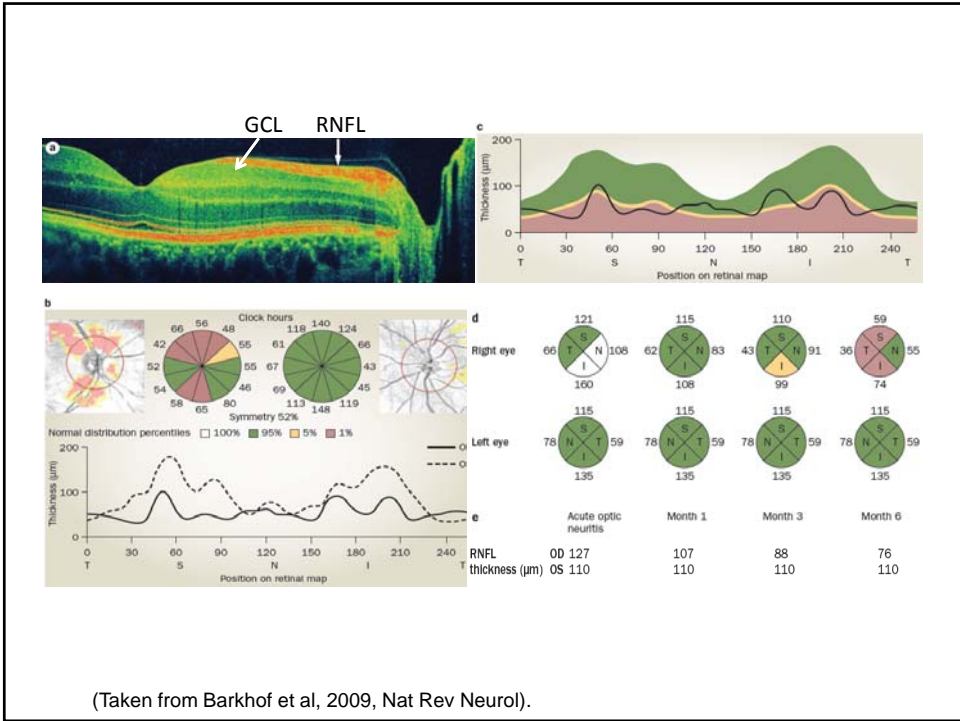 GCL RNFL
a
c
200
100
0
Thickness (µm)
0 30 60 90 120 150 180 210 240
T S N I T
Position on retinal map
b
Clock hours
66 56 48
42 55
52 55
54 46
58 65 80
118 140 124
61 66
67 43
69 45
113 148 119
Symmetry 52%
Normal distribution percentiles 100% 95% 5% 1%
200
100
0
Thickness (µm)
0 30 60 90 120 150 180 210 240
T S N I T
Position on retinal map
d
121 115 110 59
Right eye
66 S T N I 108
62 S T N I 83
43 S T N I 91
36 S T N I 55
160 108 99 74
115 115 115 115
Left eye
78 S N T I 59
78 S N T I 59
78 S N T I 59
78 S N T I 59
135 135 135 135
e
Acute optic neuritis Month 1 Month 3 Month 6
RNFL OD 127 107 88 76
thickness (µm) OS 110 110 110 110
(Taken from Barkhof et al, 2009, Nat Rev Neurol).